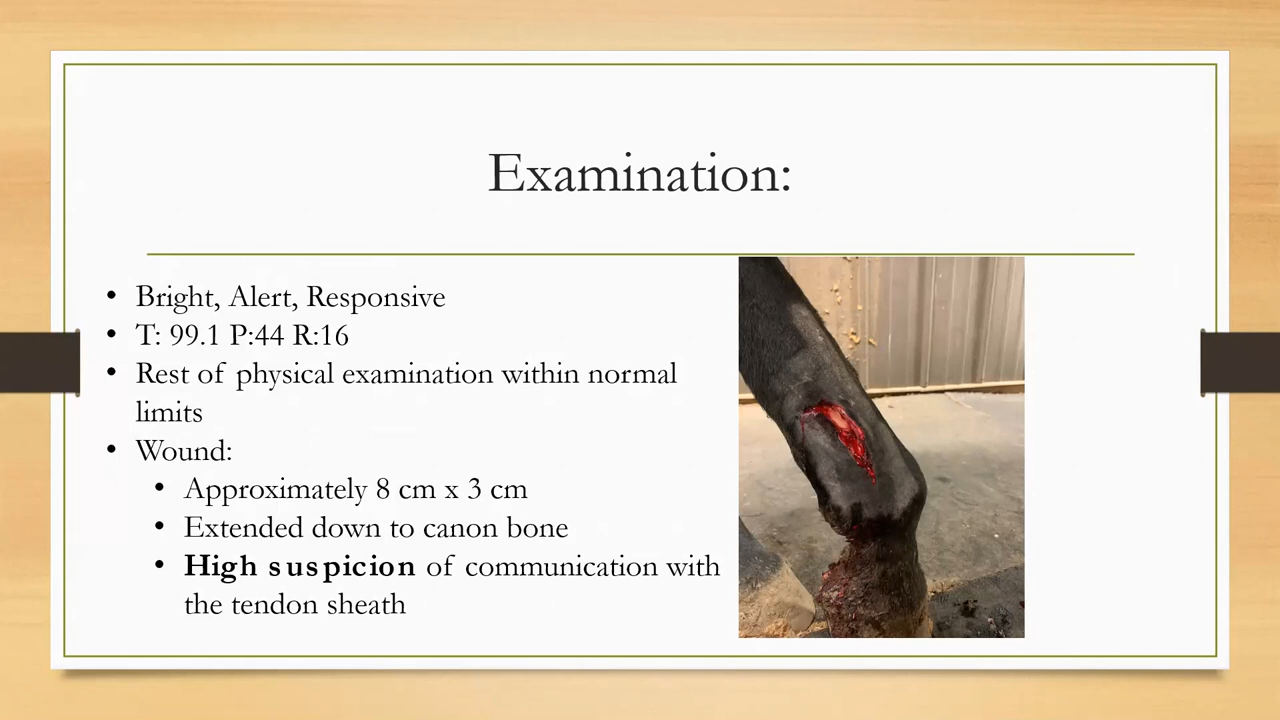 Examination:
• Bright, Alert, Responsive
• T: 99.1 P:44 R:16
• Rest of physical examination within normal
limits
• Wound:
• Approximately 8 cm x 3 cm
• Extended down to canon bone
• High suspicion of communication with
the tendon sheath